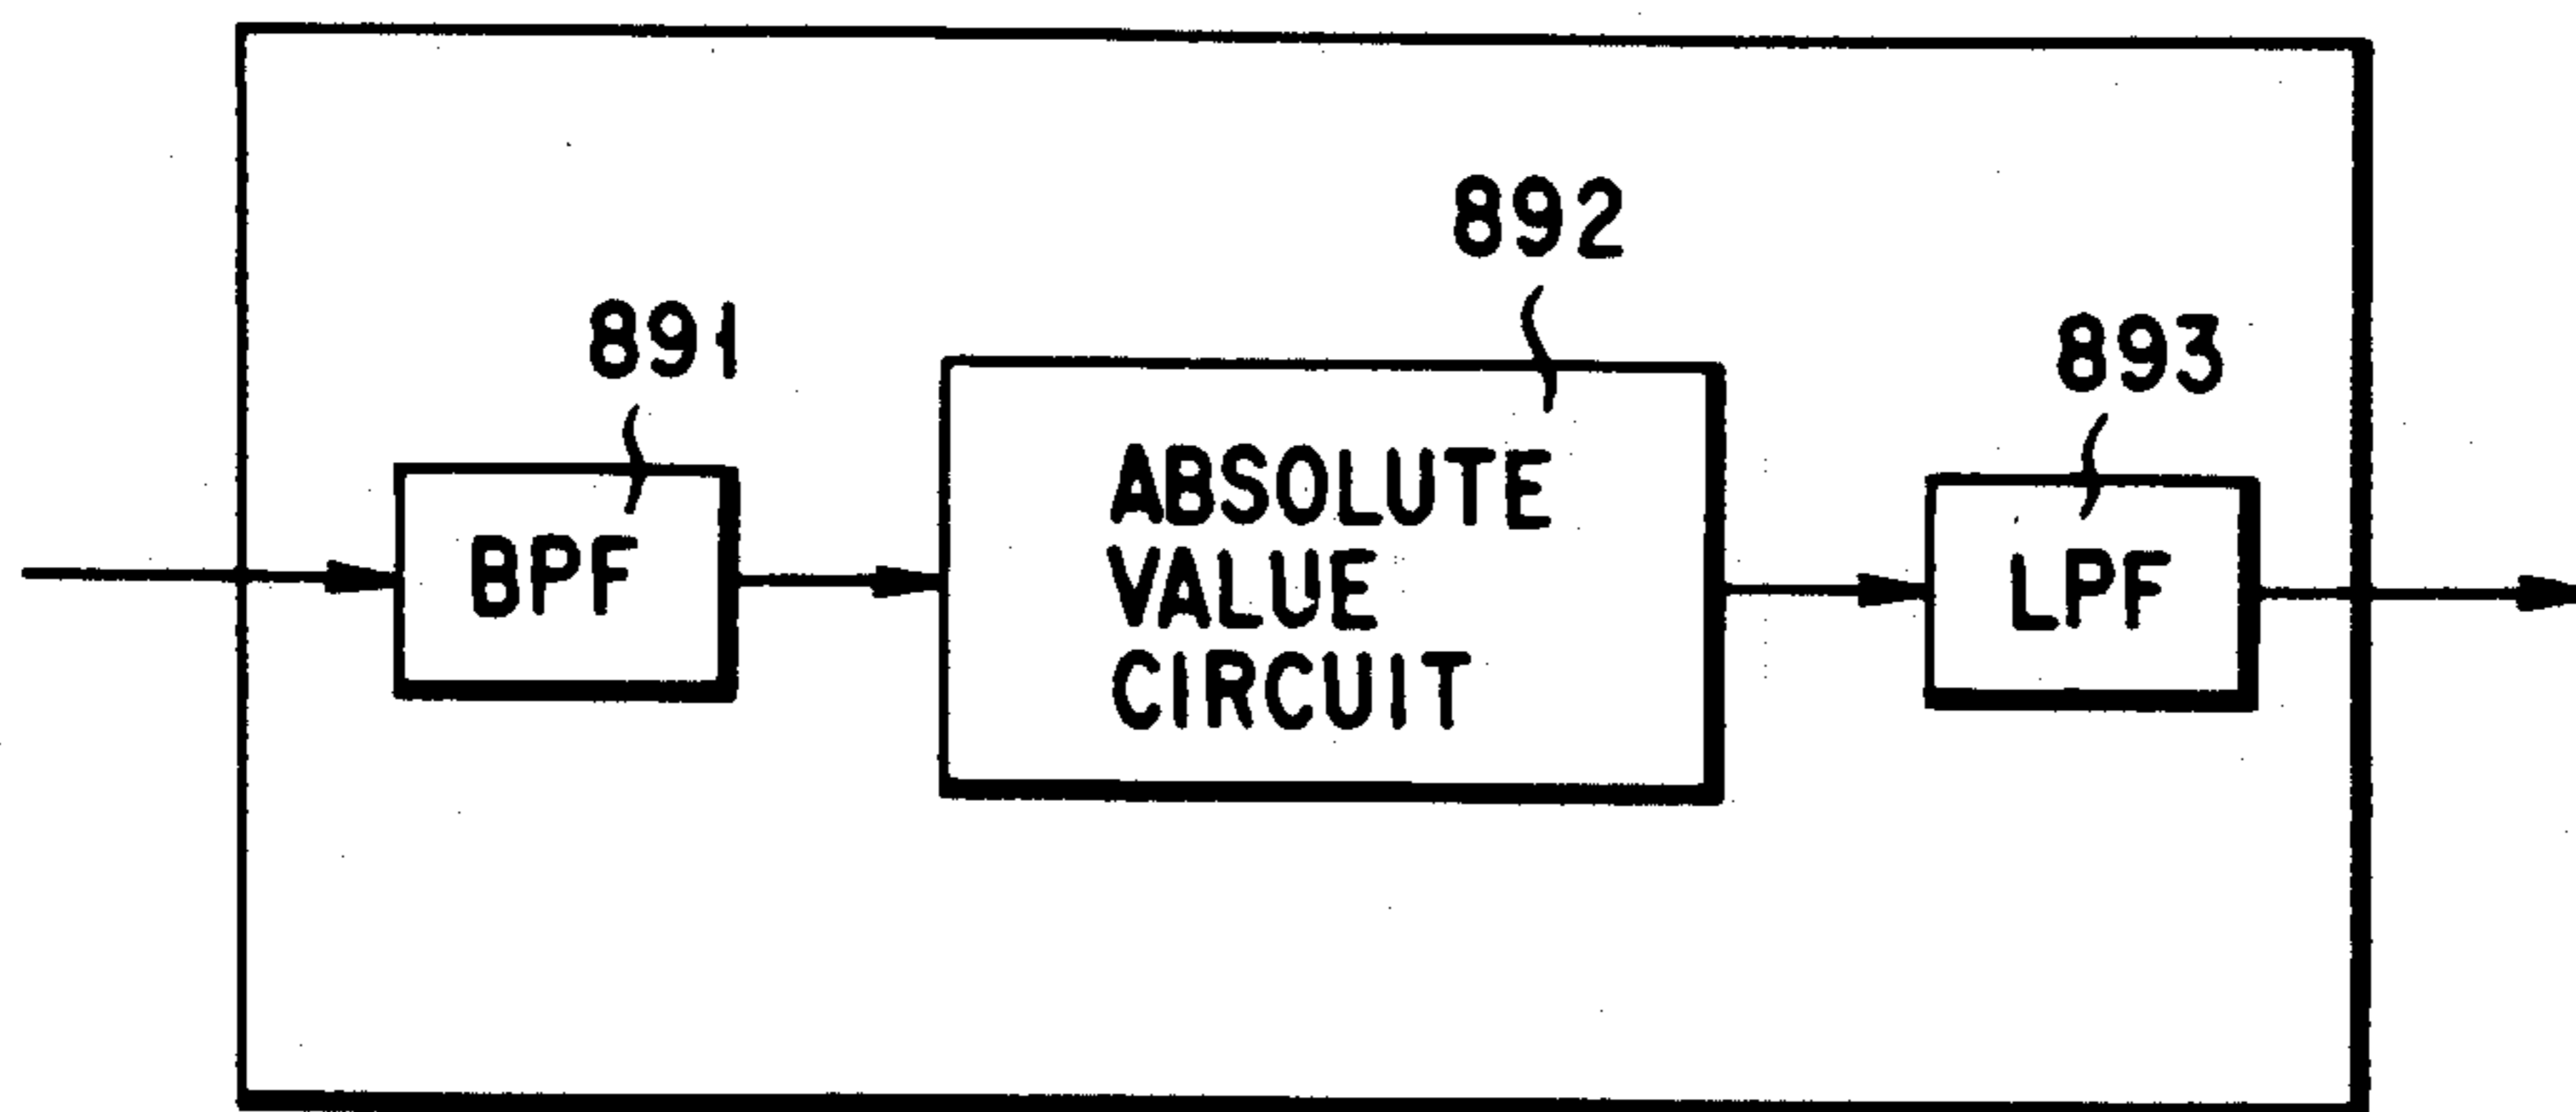 892
891
893
BPF
ABSOLUTE
VALUE
CIRCUIT
LPF